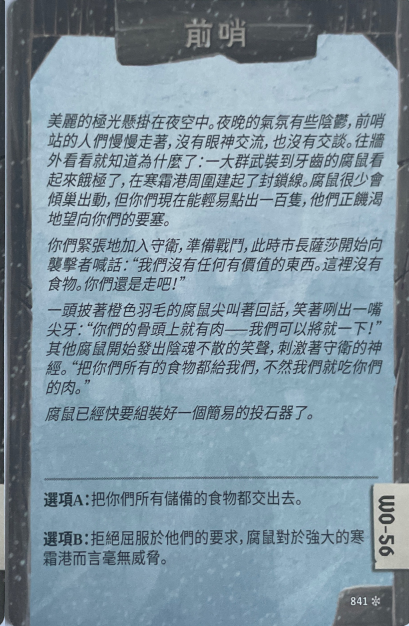 前哨
美麗的極光懸掛在夜空中。夜晚的氣氛有些陰鬱，前哨
站的人們慢慢走著，沒有眼神交流，也沒有交談。往牆
外看看就知道為什麼了：一大群武裝到牙齒的腐鼠看
起來餓極了，在寒霜港周圍建起了封鎖線。腐鼠很少會
傾巢出動，但你們現在能輕易點出一百隻，他們正饑渴
地望向你們的要塞。
你們緊張地加入守衛，準備戰鬥，此時市長薩莎開始向
襲擊者喊話：“我們沒有任何有價值的東西。這裡沒有
食物。你們還是走吧！”
一頭披著橙色羽毛的腐鼠尖叫著回話，笑著咧出一嘴
尖牙：“你們的骨頭上就有肉——我們可以將就一下！”
其他腐鼠開始發出陰魂不散的笑聲，刺激著守衛的神
經。“把你們所有的食物都給我們，不然我們就吃你們
的肉。”
腐鼠已經快要組裝好一個簡易的投石器了。
選項A：把你們所有儲備的食物都交出去。
選項B：拒絕屈服於他們的要求，腐鼠對於強大的寒
霜港而言毫無威脅。
WO-56
841